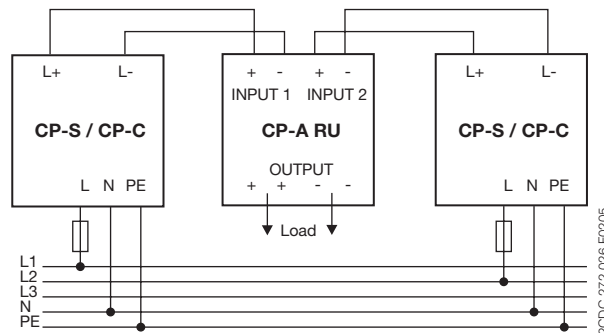 L+ L-
+ - + -
INPUT 1 INPUT 2
CP-S / CP-C
CP-A RU
OUTPUT
+ + - -
Load
L N PE
L+ L-
CP-S / CP-C
L N PE
L1
L2
L3
N
PE
2CDC 272 036 F0205